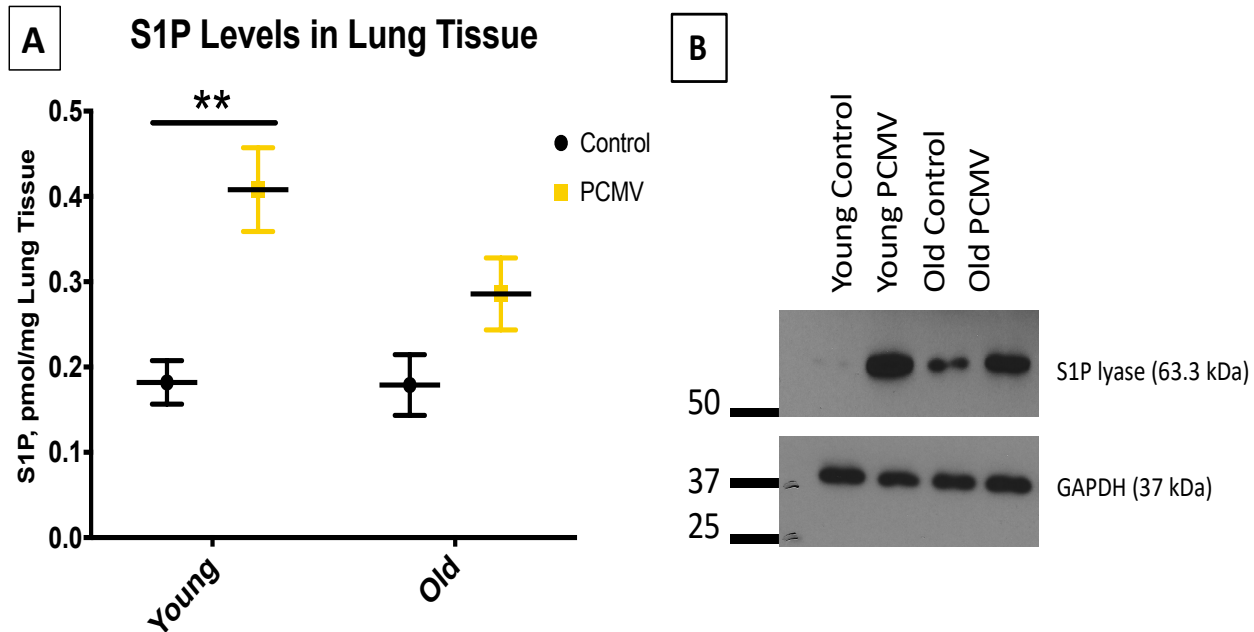 A
S1P Levels in Lung Tissue
**
S1P, pmol/mg Lung Tissue
0.5
0.4
0.3
0.2
0.1
0.0
Young
Old
Control
PCMV
B
Young Control
Young PCMV
Old Control
Old PCMV
S1P lyase (63.3 kDa)
50
37
25
GAPDH (37 kDa)